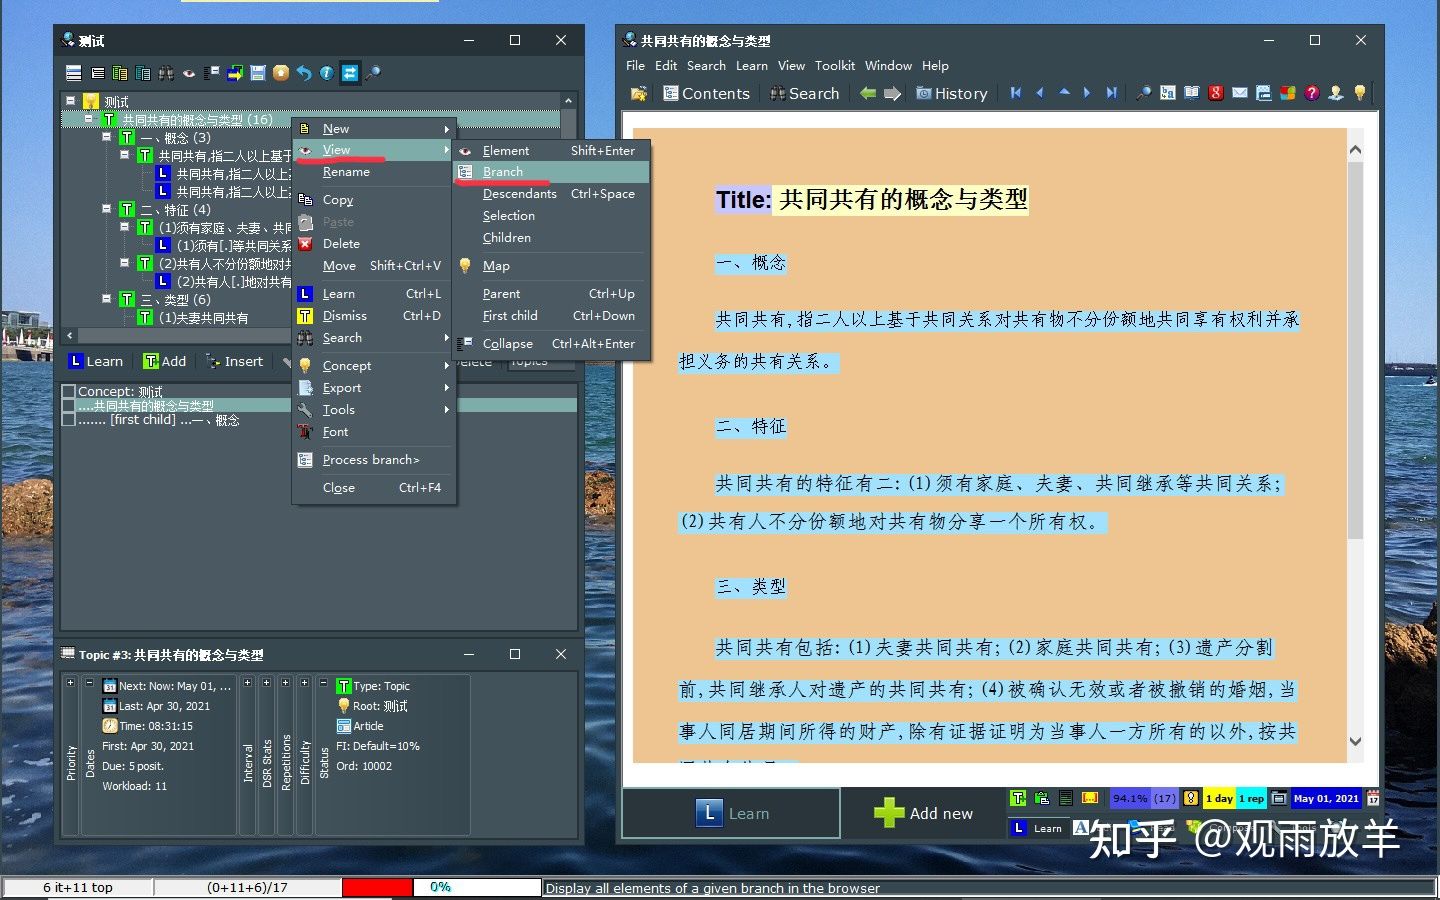 测试
测试
共同共有的概念与类型 (16)
一、概念 (3)
共同共有,指二人以上基于
共同共有,指二人以上
共同共有,指二人以上
二、特征 (4)
(1)须有家庭、夫妻、共同
(1)须有[.]等共同关系
(2)共有人不分份额地对共
(2)共有人[.]地对共有
三、类型 (6)
(1)夫妻共同共有
Learn
Add
Insert
Topics
Concept: 测试
....共同共有的概念与类型
....... [first child] ...一、概念
New
View
Rename
Copy
Paste
Delete
Move Shift+Ctrl+V
Learn Ctrl+L
Dismiss Ctrl+D
Search
Concept
Export
Tools
Font
Process branch>
Close Ctrl+F4
Element Shift+Enter
Branch
Descendants Ctrl+Space
Selection
Children
Map
Parent Ctrl+Up
First child Ctrl+Down
Collapse Ctrl+Alt+Enter
Topic #3: 共同共有的概念与类型
Priority
Dates
Next: Now: May 01, ...
Last: Apr 30, 2021
Time: 08:31:15
First: Apr 30, 2021
Due: 5 posit.
Workload: 11
Interval
DSR Stats
Repetitions
Difficulty
Status
Type: Topic
Root: 测试
Article
FI: Default=10%
Ord: 10002
共同共有的概念与类型
File Edit Search Learn View Toolkit Window Help
Contents Search History
Title: 共同共有的概念与类型
一、概念
共同共有,指二人以上基于共同关系对共有物不分份额地共同享有权利并承
担义务的共有关系。
二、特征
共同共有的特征有二: (1)须有家庭、夫妻、共同继承等共同关系;
(2)共有人不分份额地对共有物分享一个所有权。
三、类型
共同共有包括: (1)夫妻共同共有; (2)家庭共同共有; (3)遗产分割
前,共同继承人对遗产的共同共有; (4)被确认无效或者被撤销的婚姻,当
事人同居期间所得的财产,除有证据证明为当事人一方所有的以外,按共
Learn
Add new
94.1% (17) 1 day 1 rep May 01, 2021
Learn
知乎 @观雨放羊
6 it+11 top (0+11+6)/17 0% Display all elements of a given branch in the browser